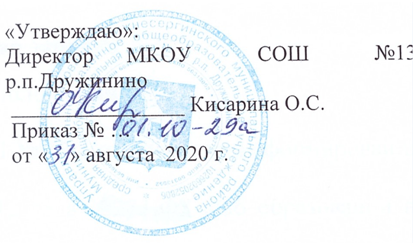 «Утверждаю»:
Директор МКОУ СОШ №13
р.п.Дружинино
Кисарина О.С.
Приказ № : 01.10-29а
от «31» августа 2020 г.